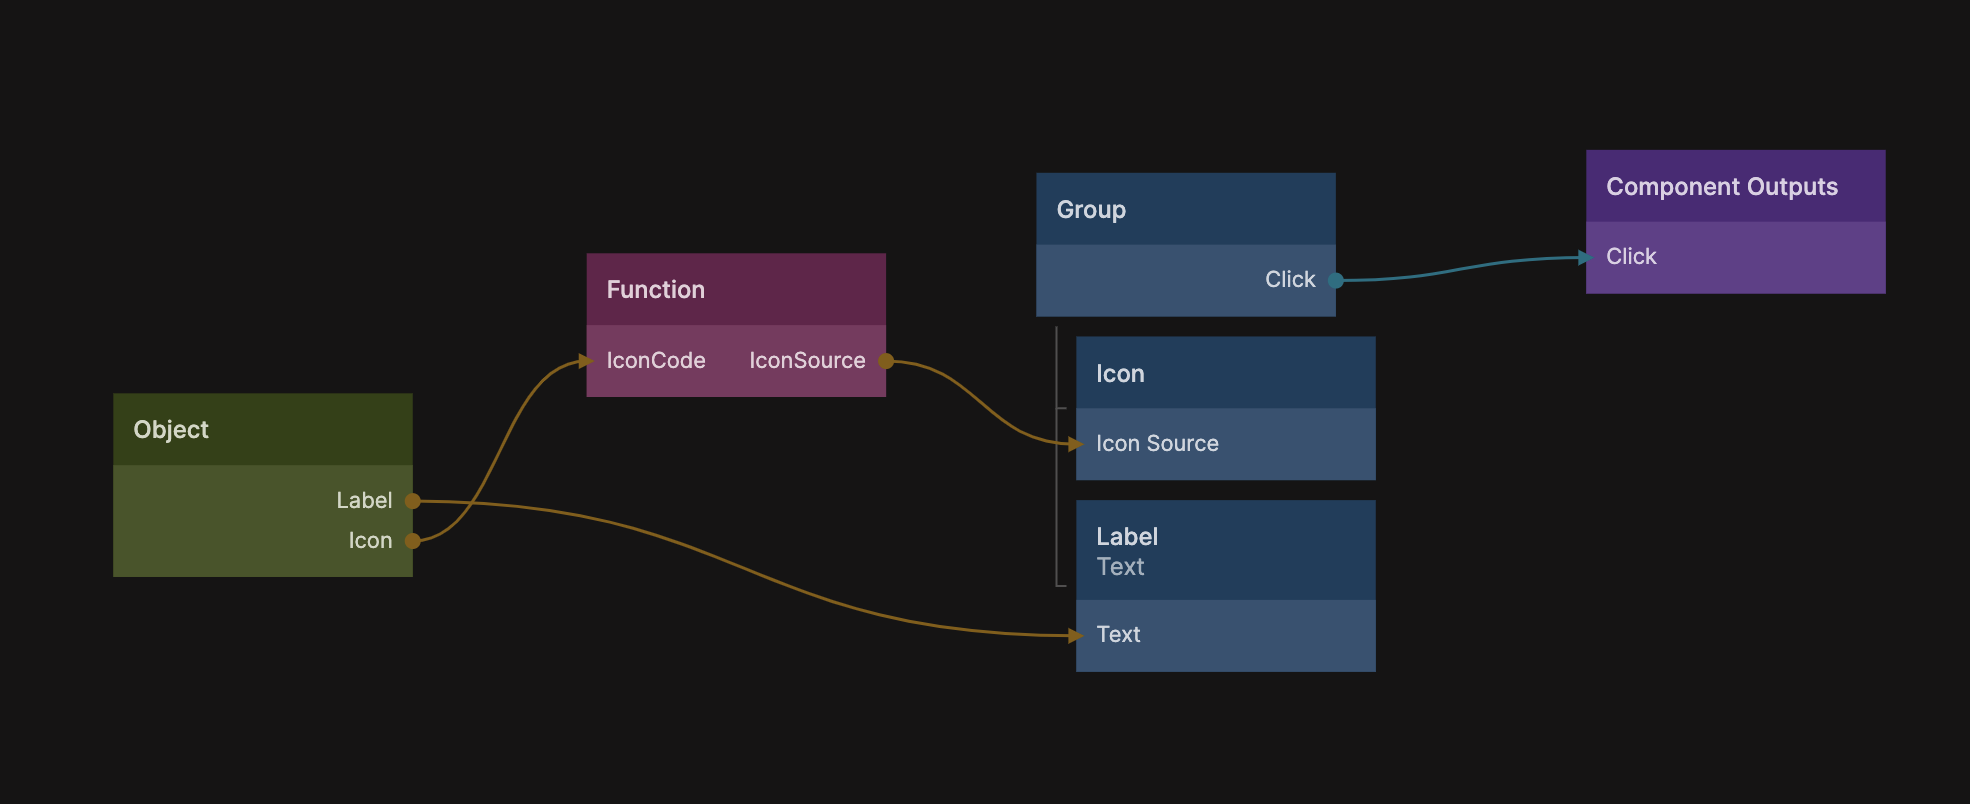 Component Outputs
Click
Group
Click
Function
IconCode IconSource
Icon
Icon Source
Object
Label
Icon
Label
Text
Text